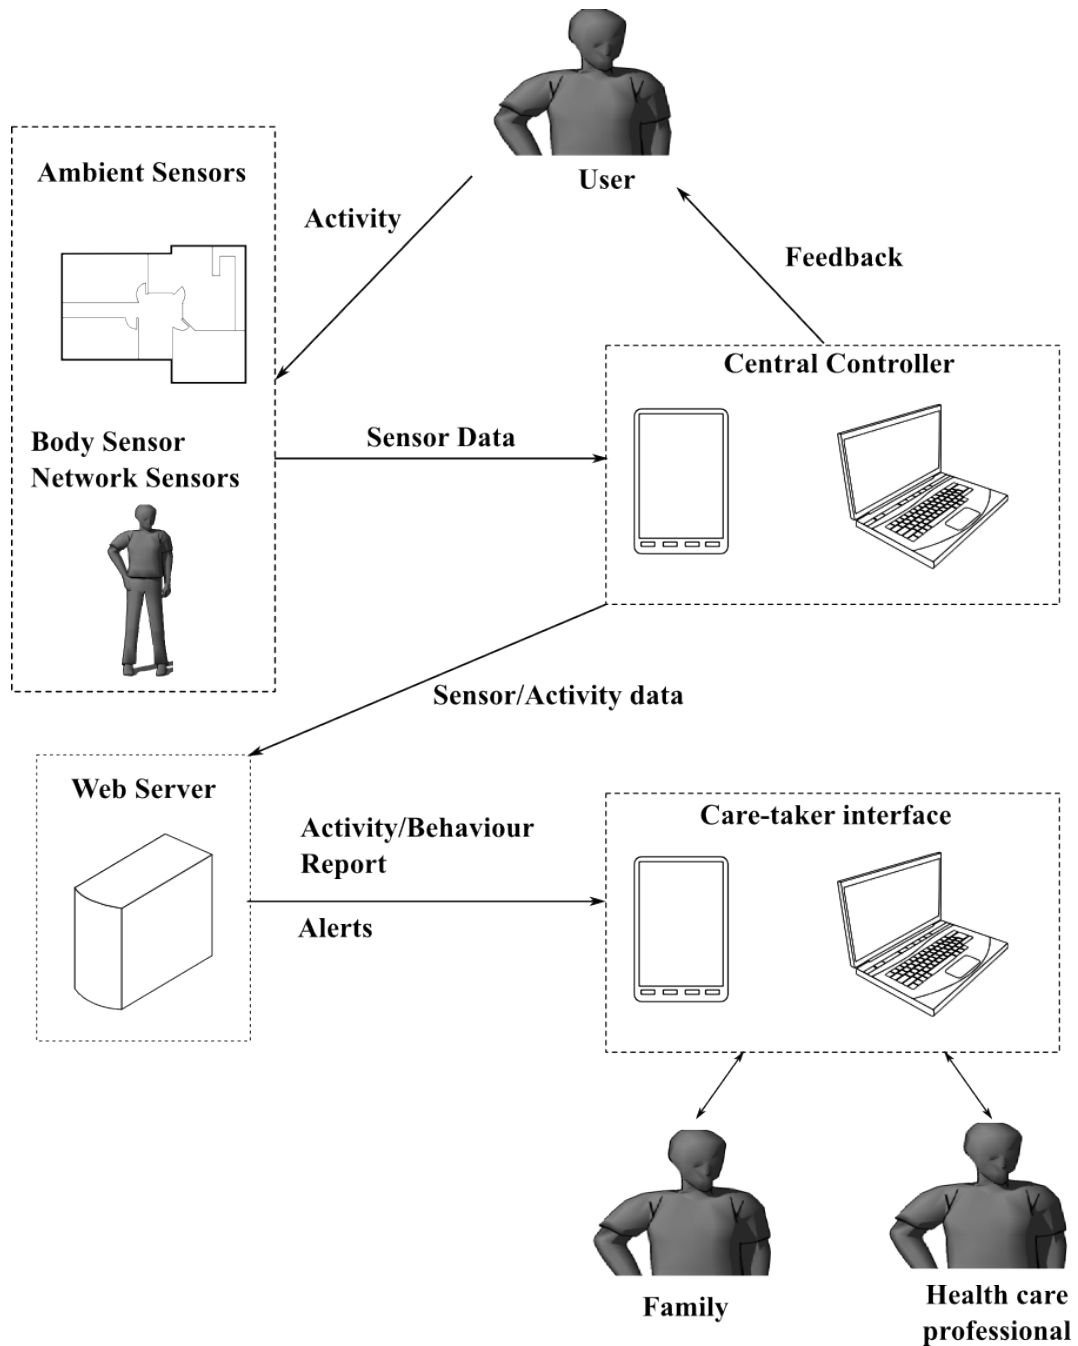 User
Ambient Sensors
Activity
Feedback
Central Controller
Body Sensor
Network Sensors
Sensor Data
Sensor/Activity data
Web Server
Activity/Behaviour
Report
Alerts
Care-taker interface
Family
Health care
professional